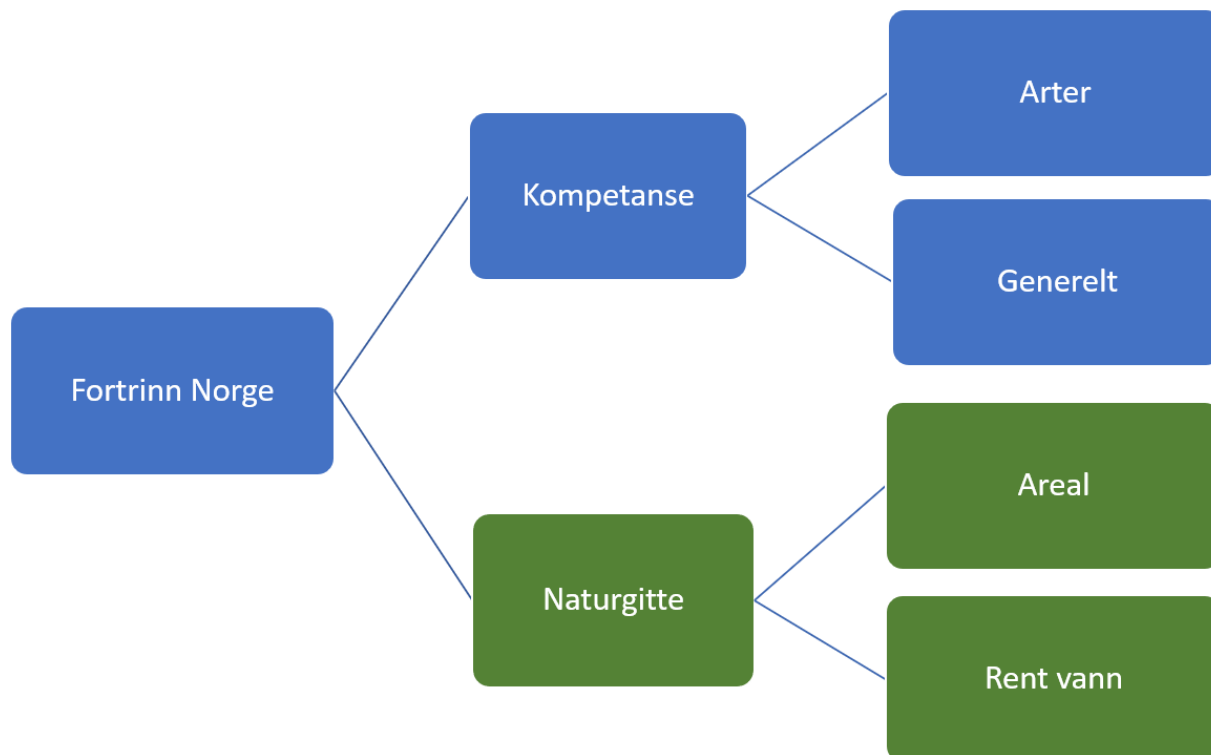 Fortrinn Norge
Kompetanse
Arter
Generelt
Naturgitte
Areal
Rent vann